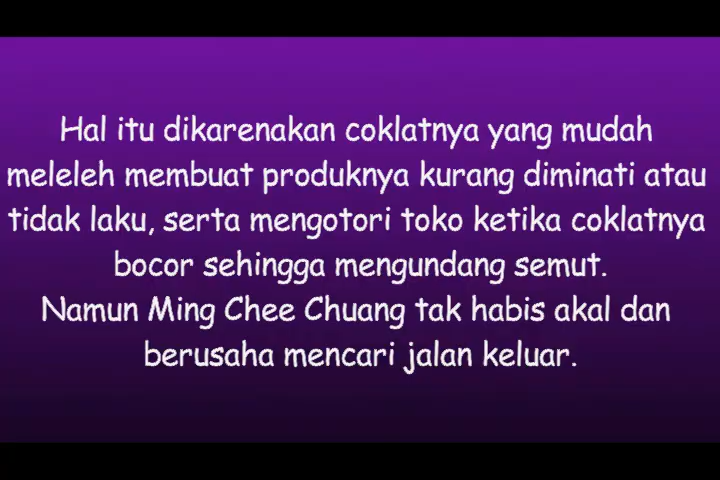 Hal itu dikarenakan coklatnya yang mudah
meleleh membuat produknya kurang diminati atau
tidak laku, serta mengotori toko ketika coklatnya
bocor sehingga mengundang semut.
Namun Ming Chee Chuang tak habis akal dan
berusaha mencari jalan keluar.